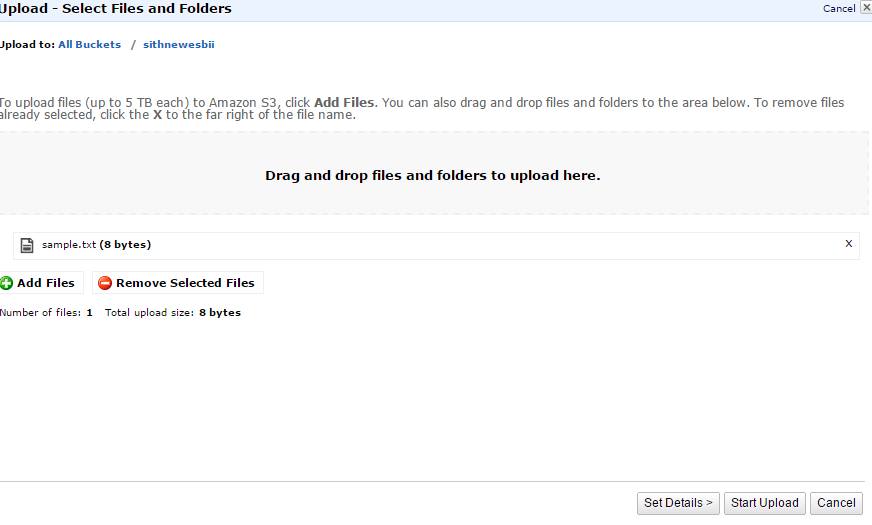 Upload - Select Files and Folders
Cancel X
Upload to: All Buckets / sithnewesbii
To upload files (up to 5 TB each) to Amazon S3, click Add Files. You can also drag and drop files and folders to the area below. To remove files
already selected, click the X to the far right of the file name.
Drag and drop files and folders to upload here.
sample.txt (8 bytes) x
Add Files Remove Selected Files
Number of files: 1 Total upload size: 8 bytes
Set Details > Start Upload Cancel